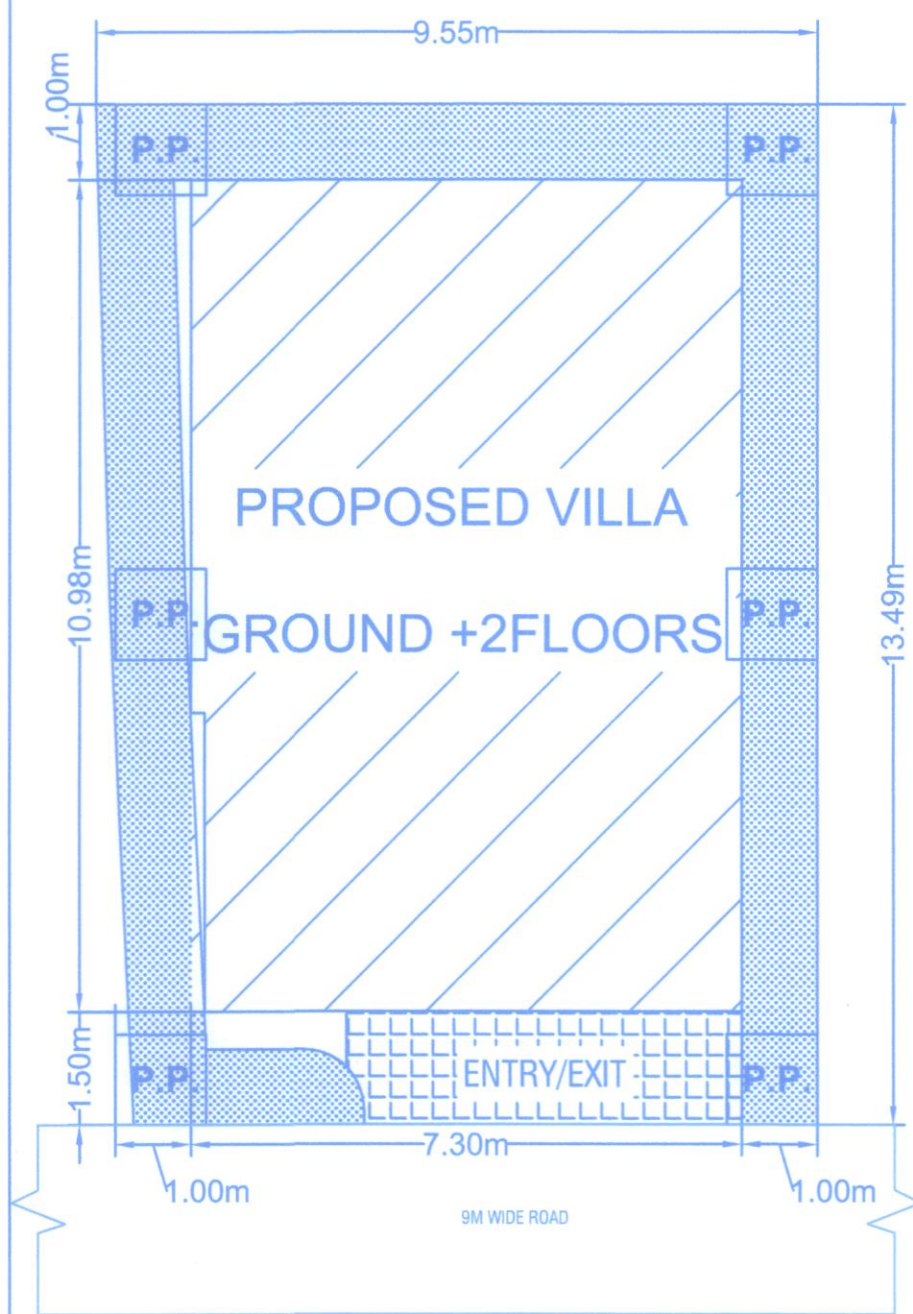 9.55m
1.00m
P.P.
P.P.
PROPOSED VILLA
10.98m
13.49m
P.P.
GROUND +2FLOORS
P.P.
1.50m
P.P.
ENTRY/EXIT
P.P.
7.30m
1.00m
1.00m
9M WIDE ROAD